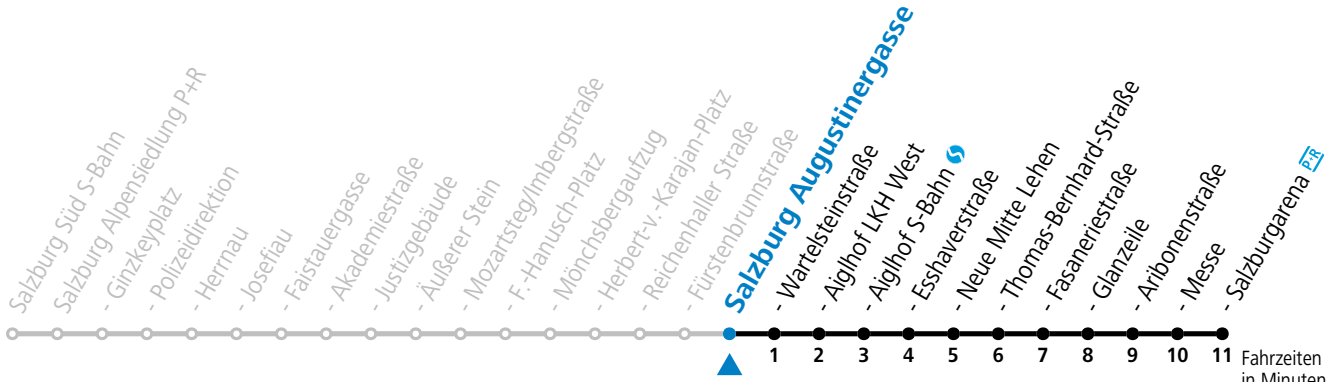 Salzburg Süd S-Bahn
Salzburg Alpensiedlung P+R
- Ginzkeyplatz
- Polizeidirektion
- Herrnau
- Josefiau
- Faistauergasse
- Akademiestraße
- Justizgebäude
- Äußerer Stein
- Mozartsteg/Imbergstraße
- F.-Hanusch-Platz
- Mönchsbergaufzug
- Herbert-v.-Karajan-Platz
- Reichenhaller Straße
- Fürstenbrunnstraße
Salzburg Augustinergasse
- Wartelsteinstraße
- Aiglhof LKH West
- Aiglhof S-Bahn
- Esshaverstraße
- Neue Mitte Lehen
- Thomas-Bernhard-Straße
- Fasaneriestraße
- Glanzeile
- Aribonenstraße
- Messe
- Salzburgarena P+R
1 2 3 4 5 6 7 8 9 10 11 Fahrzeiten
in Minuten